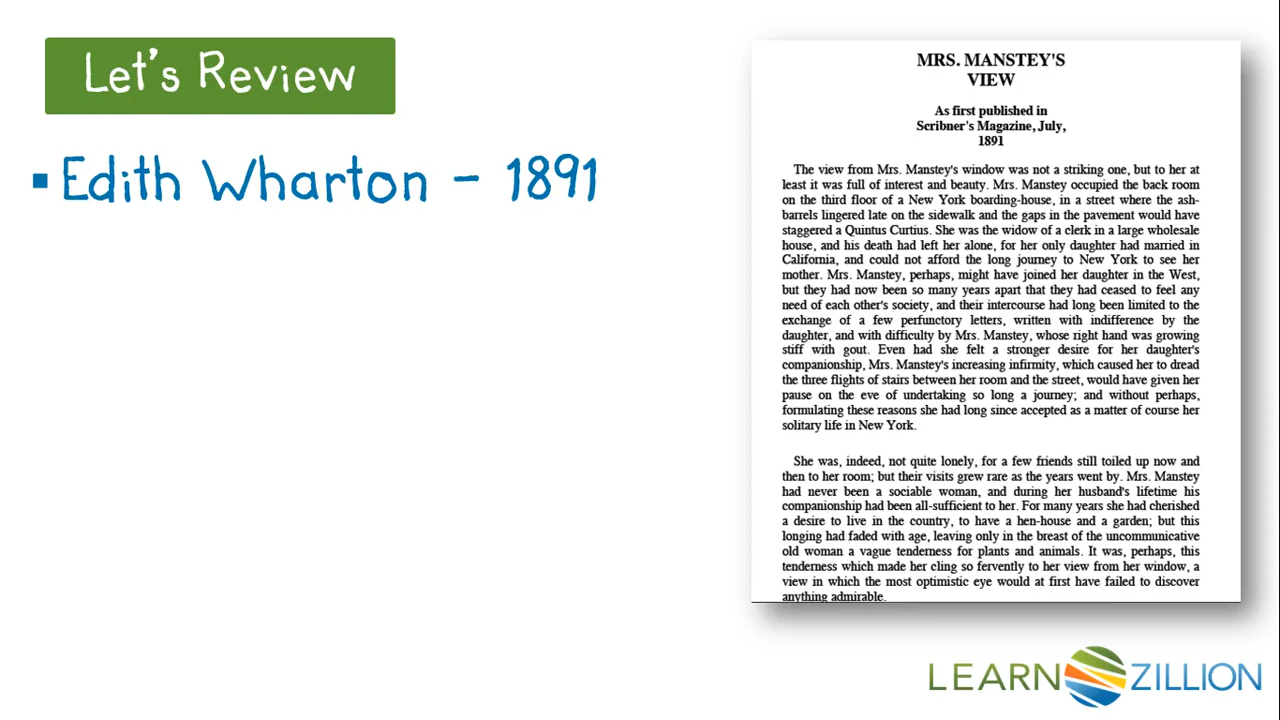 Let's Review
Edith Wharton - 1891
MRS. MANSTEY'S
VIEW
As first published in
Scribner's Magazine, July,
1891
The view from Mrs. Manstey's window was not a striking one, but to her at
least it was full of interest and beauty. Mrs. Manstey occupied the back room
on the third floor of a New York boarding-house, in a street where the ash-
barrels lingered late on the sidewalk and the gaps in the pavement would have
staggered a Quintus Curtius. She was the widow of a clerk in a large wholesale
house, and his death had left her alone, for her only daughter had married in
California, and could not afford the long journey to New York to see her
mother. Mrs. Manstey, perhaps, might have joined her daughter in the West,
but they had now been so many years apart that they had ceased to feel any
need of each other's society, and their intercourse had long been limited to the
exchange of a few perfunctory letters, written with indifference by the
daughter, and with difficulty by Mrs. Manstey, whose right hand was growing
stiff with gout. Even had she felt a stronger desire for her daughter's
companionship, Mrs. Manstey's increasing infirmity, which caused her to dread
the three flights of stairs between her room and the street, would have given her
pause on the eve of undertaking so long a journey; and without perhaps,
formulating these reasons she had long since accepted as a matter of course her
solitary life in New York.
She was, indeed, not quite lonely, for a few friends still toiled up now and
then to her room; but their visits grew rare as the years went by. Mrs. Manstey
had never been a sociable woman, and during her husband's lifetime his
companionship had been all-sufficient to her. For many years she had cherished
a desire to live in the country, to have a hen-house and a garden; but this
longing had faded with age, leaving only in the breast of the uncommunicative
old woman a vague tenderness for plants and animals. It was, perhaps, this
tenderness which made her cling so fervently to her view from her window, a
view in which the most optimistic eye would at first have failed to discover
anything admirable.
LEARN ZILLION